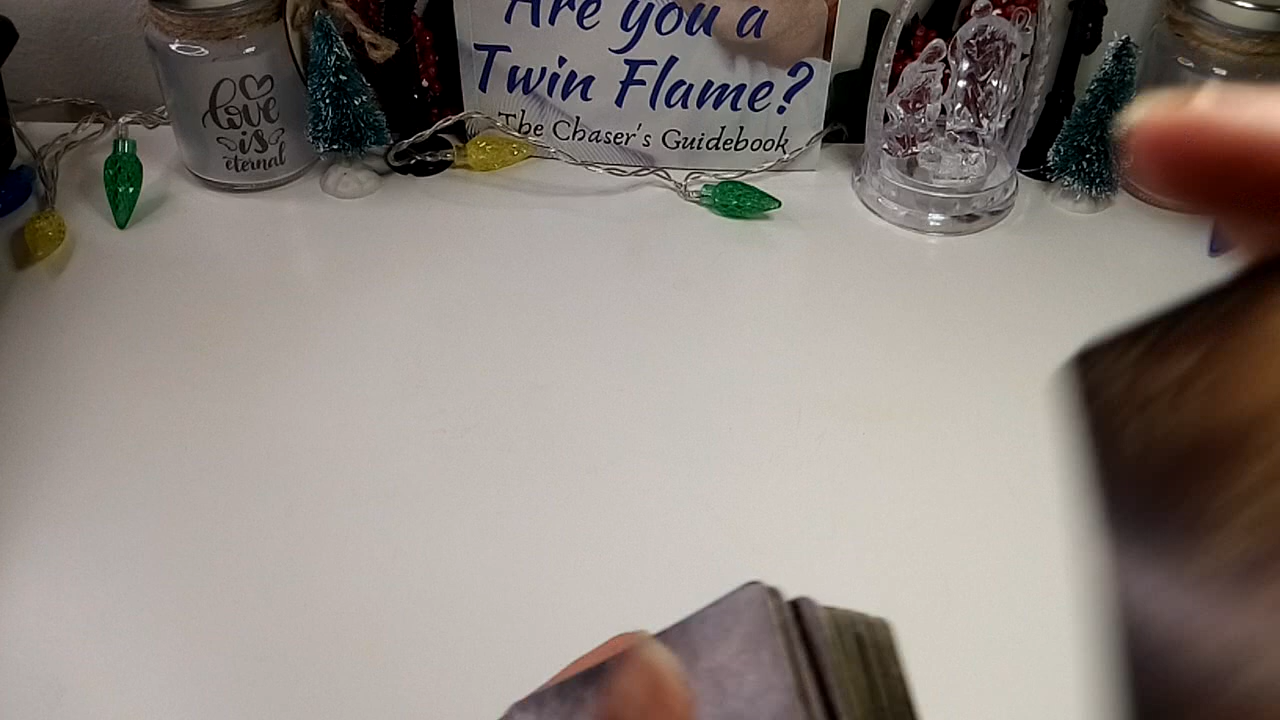 love
is
eternal
Are you a
Twin Flame?
The Chaser's Guidebook